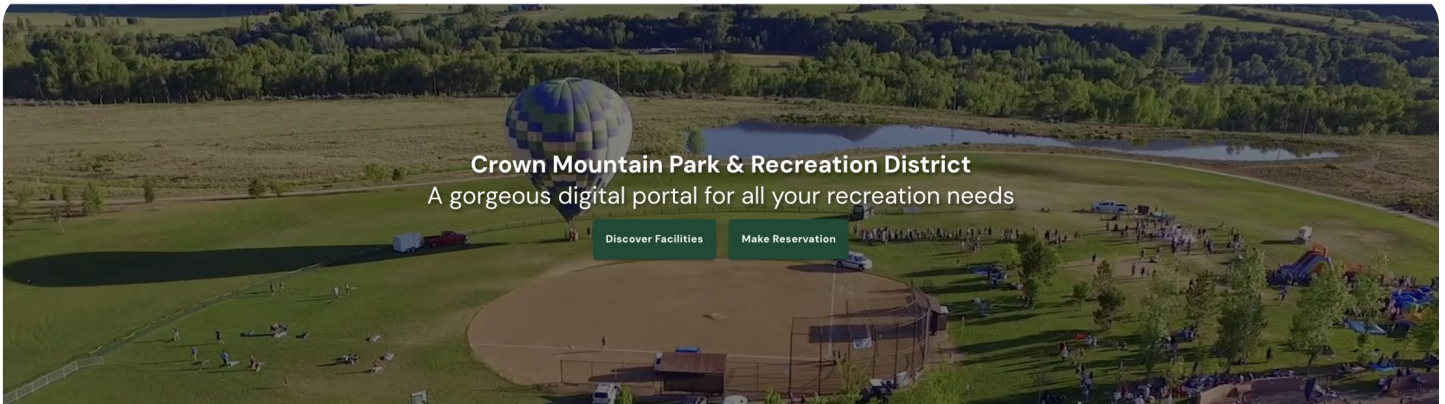 Crown Mountain Park & Recreation District
A gorgeous digital portal for all your recreation needs
Discover Facilities
Make Reservation